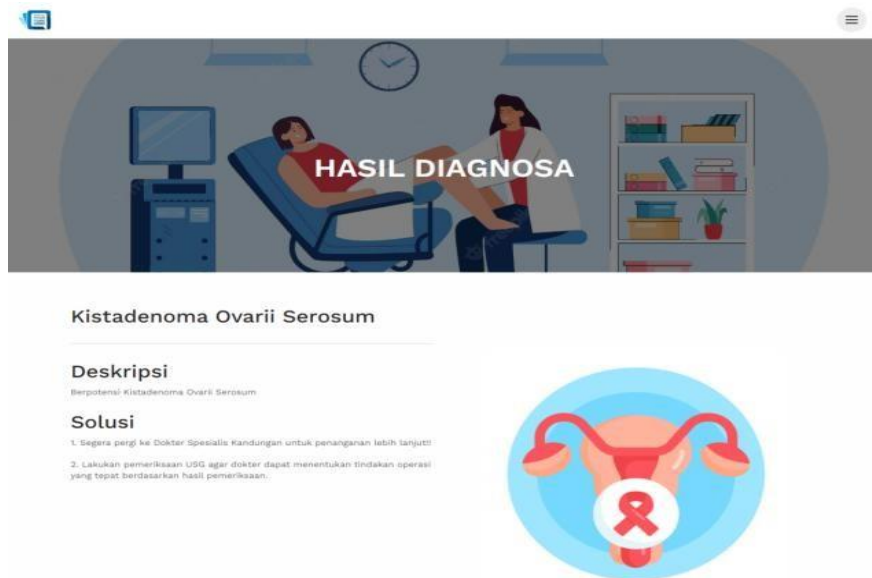 HASIL DIAGNOSA
Kistadenoma Ovarii Serosum
Deskripsi
Berpotensi Kistadenoma Ovarii Serosum
Solusi
1. Segera pergi ke Dokter Spesialis Kandungan untuk penanganan lebih lanjut!!
2. Lakukan pemeriksaan USG agar dokter dapat menentukan tindakan operasi
yang tepat berdasarkan hasil pemeriksaan.